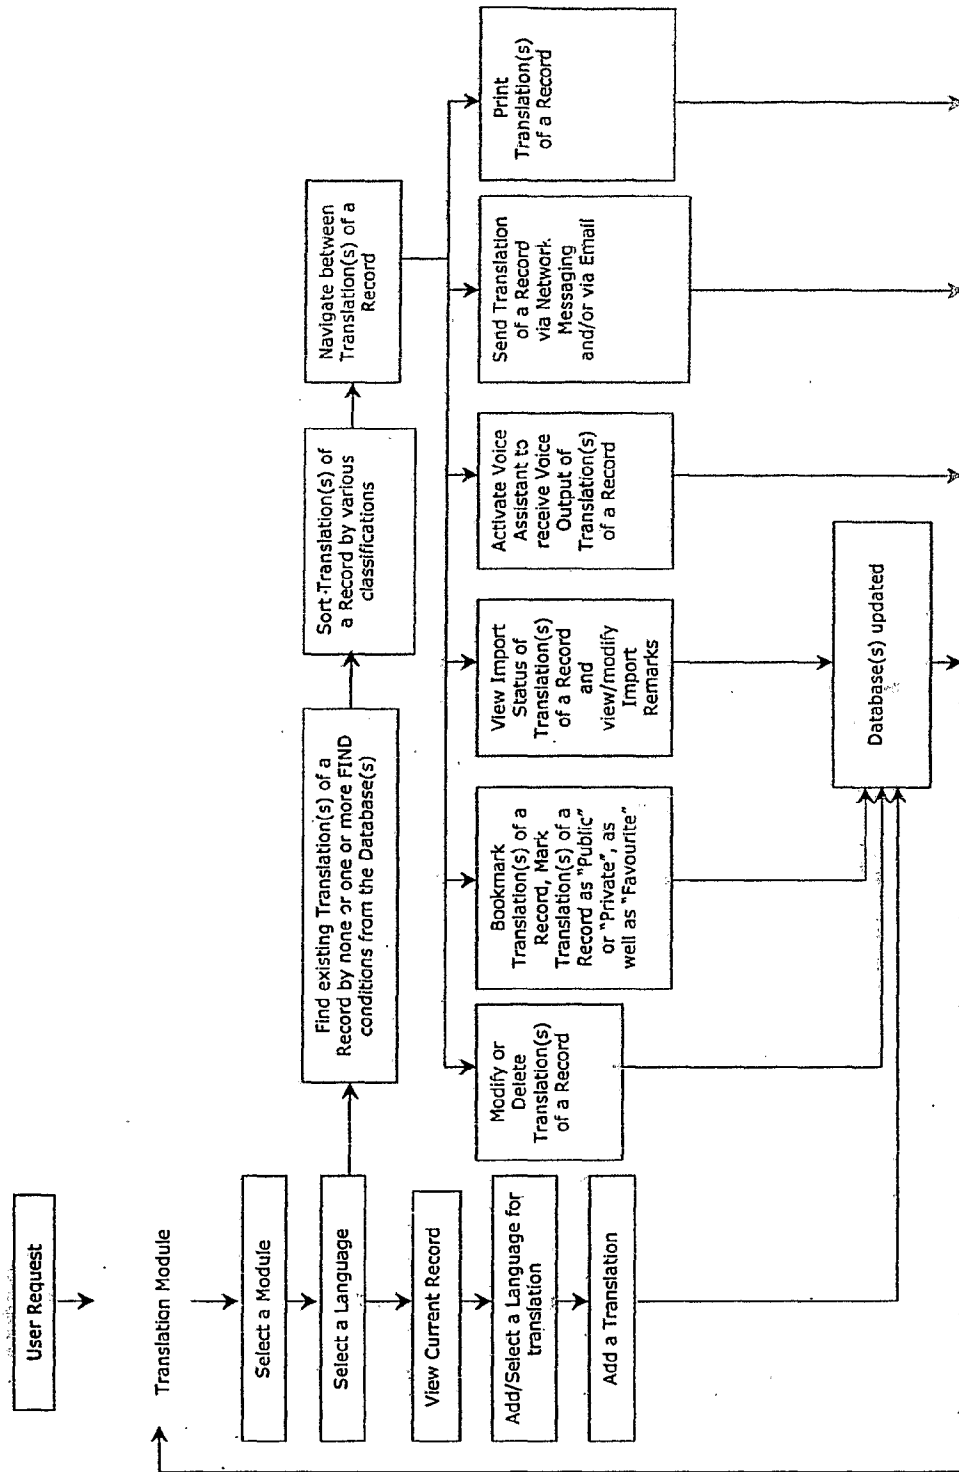 User Request
Translation Module
Select a Module
Select a Language
View Current Record
Add/Select a Language for
translation
Add a Translation
Find existing Translation(s) of a
Record by none or one or more FIND
conditions from the Database(s)
Sort Translation(s) of
a Record by various
classifications
Navigate between
Translation(s) of a
Record
Modify or
Delete
Translation(s)
of a Record
Bookmark
Translation(s) of a
Record, Mark
Translation(s) of a
Record as "Public"
or "Private", as
well as "Favourite"
View Import
Status of
Translation(s)
of a Record
and
view/modify
Import
Remarks
Activate Voice
Assistant to
receive Voice
Output of
Translation(s)
of a Record
Send Translation
of a Record
via Network
Messaging
and/or via Email
Print
Translation(s)
of a Record
Database(s) updated